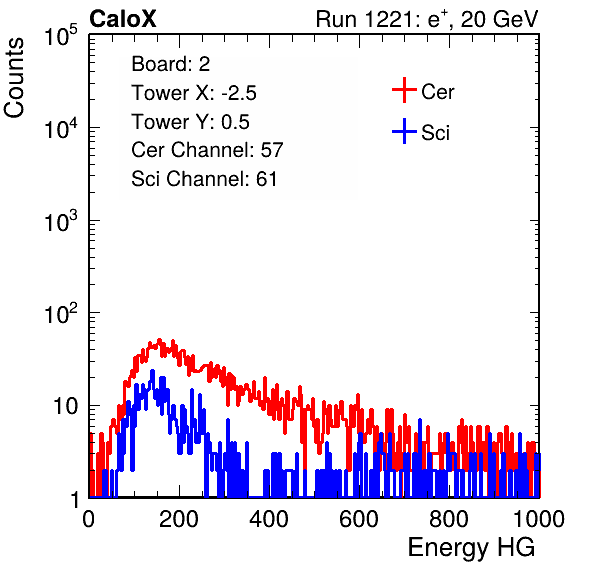 CaloX Run 1221: e⁺, 20 GeV
Counts
Board: 2
Tower X: -2.5
Tower Y: 0.5
Cer Channel: 57
Sci Channel: 61
Cer
Sci
10⁵
10⁴
10³
10²
10
1
0 200 400 600 800 1000
Energy HG